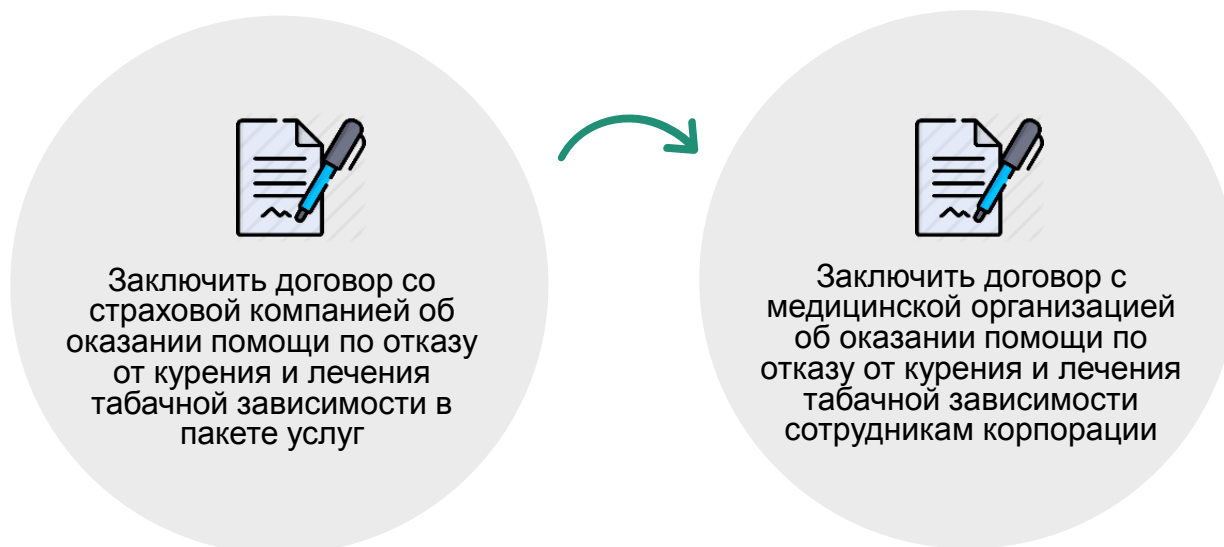 Заключить договор со
страховой компанией об
оказании помощи по отказу
от курения и лечения
табачной зависимости в
пакете услуг
Заключить договор с
медицинской организацией
об оказании помощи по
отказу от курения и лечения
табачной зависимости
сотрудникам корпорации